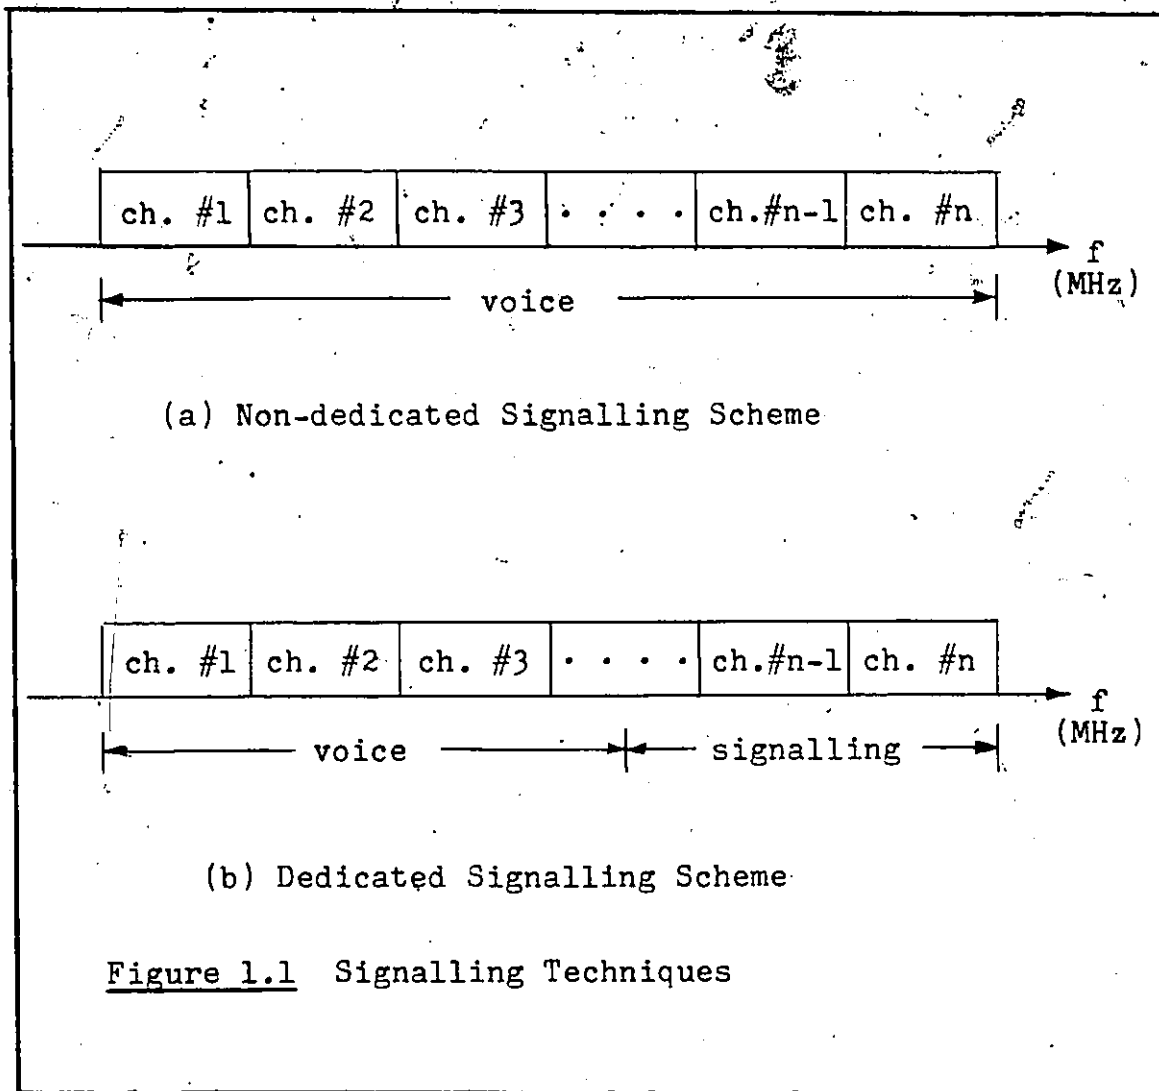 ch. #1 ch. #2 ch. #3 . . . . ch.#n-1 ch. #n
f
(MHz)
voice
(a) Non-dedicated Signalling Scheme
ch. #1 ch. #2 ch. #3 . . . . ch.#n-1 ch. #n
f
(MHz)
voice signalling
(b) Dedicated Signalling Scheme
Figure 1.1 Signalling Techniques